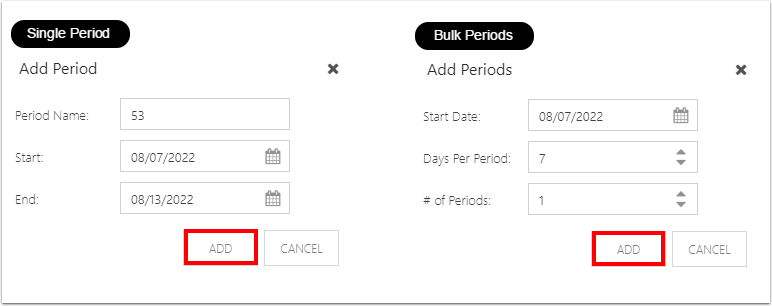 Single Period
Add Period
Period Name: 53
Start: 08/07/2022
End: 08/13/2022
ADD CANCEL
Bulk Periods
Add Periods
Start Date: 08/07/2022
Days Per Period: 7
# of Periods: 1
ADD CANCEL